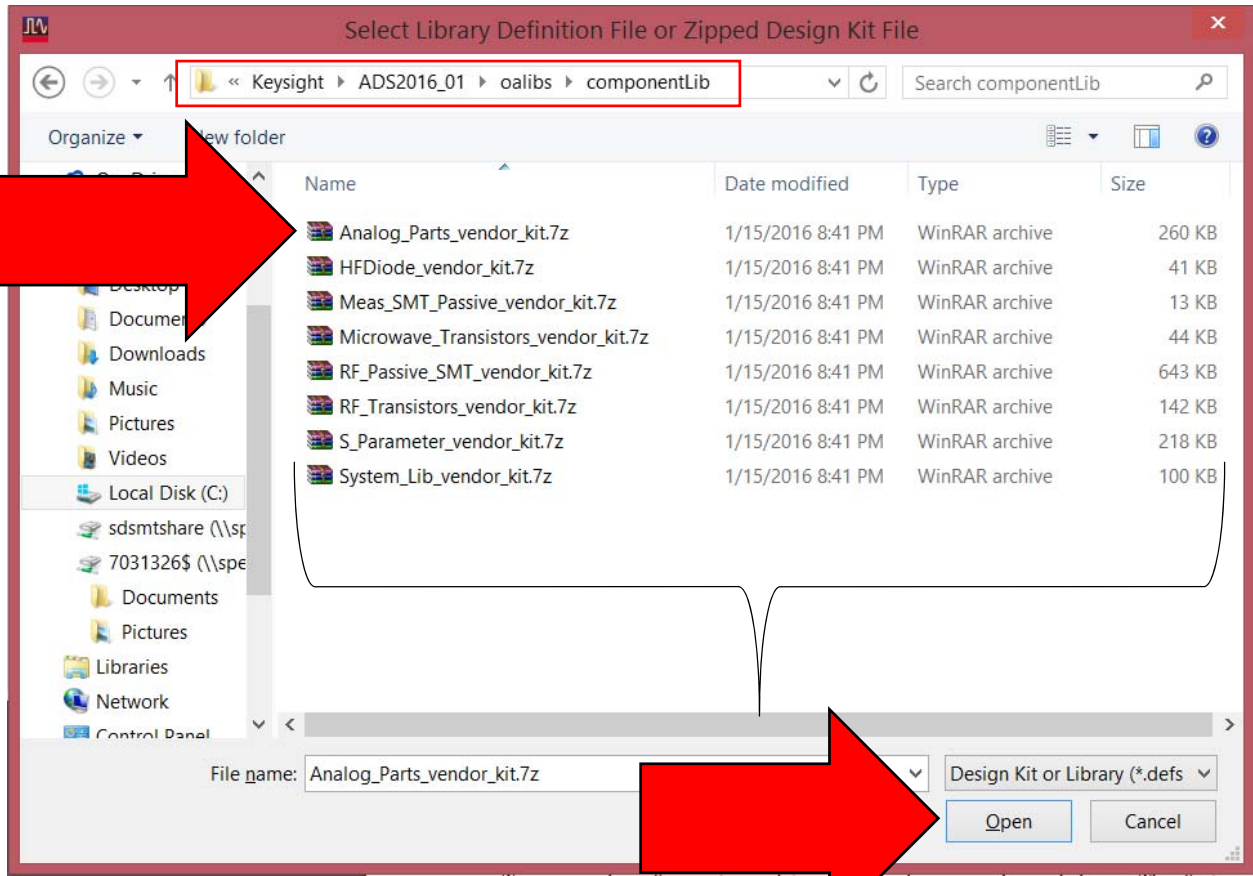 Select Library Definition File or Zipped Design Kit File
« Keysight ADS2016_01 oalibs componentLib
Search componentLib
Organize
New folder
Name Date modified Type Size
Analog_Parts_vendor_kit.7z 1/15/2016 8:41 PM WinRAR archive 260 KB
HFDiode_vendor_kit.7z 1/15/2016 8:41 PM WinRAR archive 41 KB
Meas_SMT_Passive_vendor_kit.7z 1/15/2016 8:41 PM WinRAR archive 13 KB
Microwave_Transistors_vendor_kit.7z 1/15/2016 8:41 PM WinRAR archive 44 KB
RF_Passive_SMT_vendor_kit.7z 1/15/2016 8:41 PM WinRAR archive 643 KB
RF_Transistors_vendor_kit.7z 1/15/2016 8:41 PM WinRAR archive 142 KB
S_Parameter_vendor_kit.7z 1/15/2016 8:41 PM WinRAR archive 218 KB
System_Lib_vendor_kit.7z 1/15/2016 8:41 PM WinRAR archive 100 KB
Desktop
Downloads
Music
Pictures
Videos
Local Disk (C:)
sdsmtshare (\\sp
7031326$ (\\spe
Documents
Pictures
Libraries
Network
Control Panel
File name: Analog_Parts_vendor_kit.7z
Design Kit or Library (*.defs
Open
Cancel